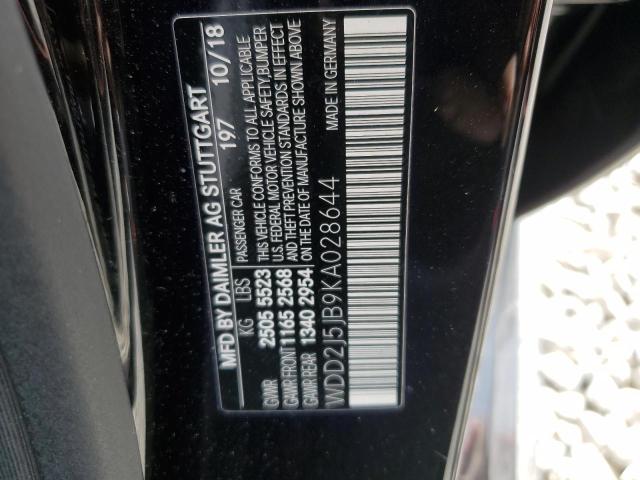 MFD BY DAIMLER AG STUTTGART
197 10/18
KG LBS PASSENGER CAR
GVWR 2505 5523 THIS VEHICLE CONFORMS TO ALL APPLICABLE
U.S. FEDERAL MOTOR VEHICLE SAFETY, BUMPER
GAWR FRONT 1165 2568 AND THEFT PREVENTION STANDARDS IN EFFECT
GAWR REAR 1340 2954 ON THE DATE OF MANUFACTURE SHOWN ABOVE
MADE IN GERMANY
WDD2J5JB9KA028644